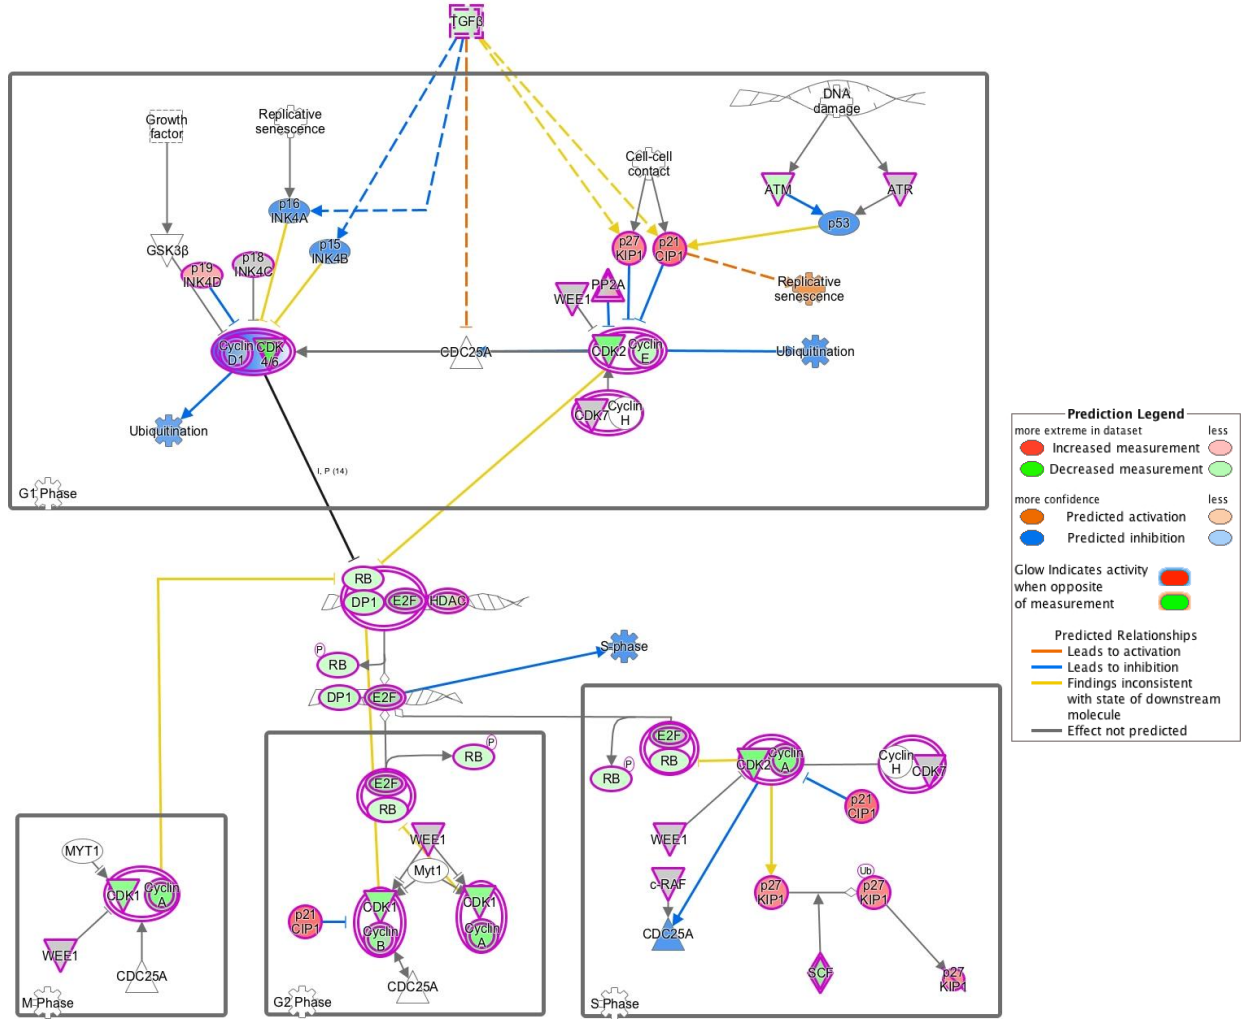 TGFβ
DNA
damage
Growth
factor
Replicative
senescence
Cell-cell
contact
ATM
ATR
p16
INK4A
p53
p15
INK4B
p27
KIP1
p21
CIP1
GSK3β
p18
INK4C
p19
INK4D
PP2A
WEE1
Replicative
senescence
Cyclin
D1
CDK
4/6
CDC25A
CDK2
Cyclin
E
Ubiquitination
CDK7
Cyclin
H
Ubiquitination
I, P (14)
G1 Phase
RB
DP1
E2F
HDAC
P
RB
S-phase
DP1
E2F
P
RB
E2F
RB
WEE1
Myt1
CDK1
Cyclin
B
CDK1
Cyclin
A
p21
CIP1
CDC25A
G2 Phase
MYT1
CDK1
Cyclin
A
WEE1
CDC25A
M Phase
E2F
RB
P
RB
CDK2
Cyclin
A
Cyclin
H
CDK7
p21
CIP1
WEE1
c-RAF
CDC25A
p27
KIP1
Ub
p27
KIP1
SCF
p27
KIP1
S Phase
Prediction Legend
more extreme in dataset less
Increased measurement
Decreased measurement
more confidence less
Predicted activation
Predicted inhibition
Glow Indicates activity
when opposite
of measurement
Predicted Relationships
Leads to activation
Leads to inhibition
Findings inconsistent
with state of downstream
molecule
Effect not predicted